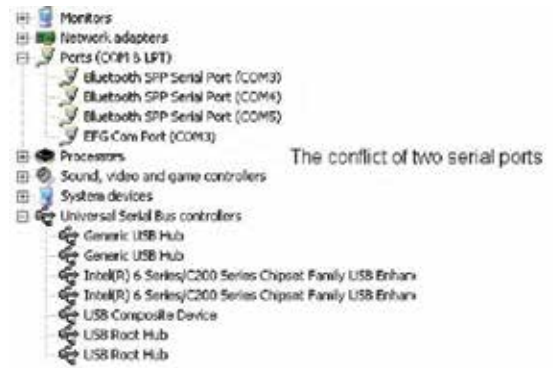 Monitors
Network adapters
Ports (COM & LPT)
Bluetooth SPP Serial Port (COM3)
Bluetooth SPP Serial Port (COM4)
Bluetooth SPP Serial Port (COM5)
EFG Com Port (COM3)
Processors
The conflict of two serial ports
Sound, video and game controllers
System devices
Universal Serial Bus controllers
Generic USB Hub
Generic USB Hub
Intel(R) 6 Series/C200 Series Chipset Family USB Enhan
Intel(R) 6 Series/C200 Series Chipset Family USB Enhan
USB Composite Device
USB Root Hub
USB Root Hub